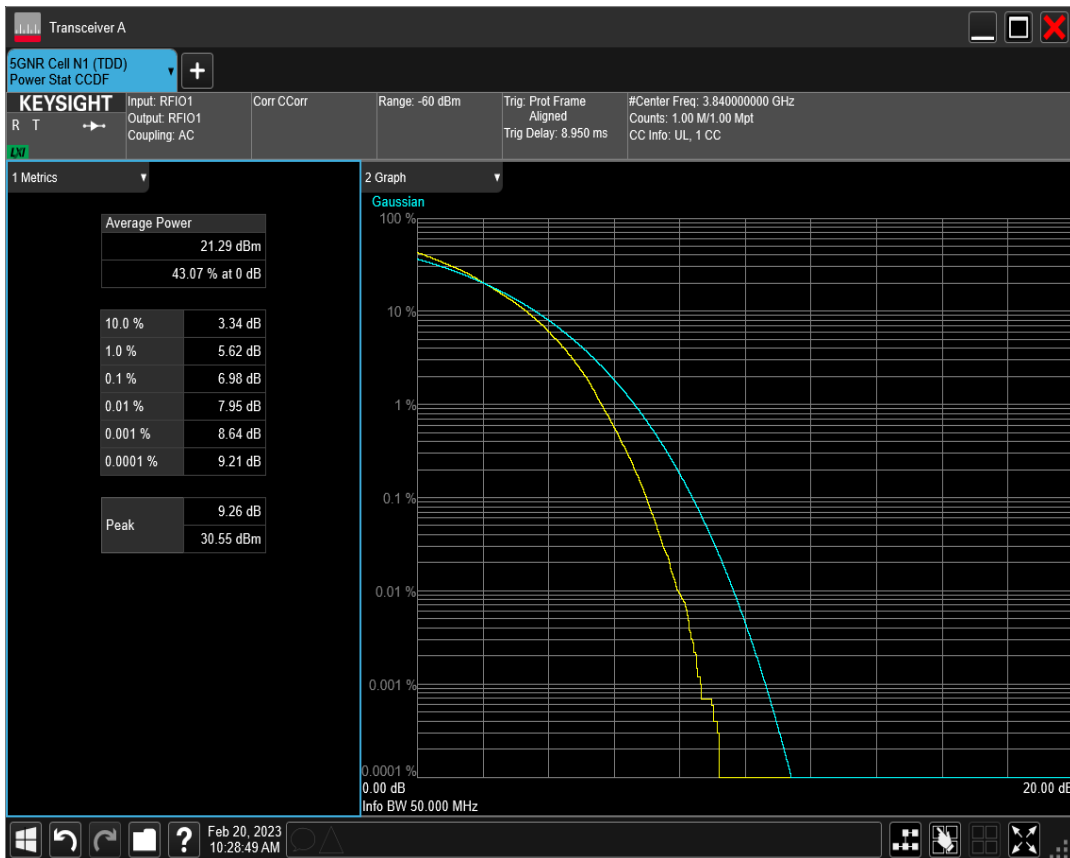 Transceiver A
5GNR Cell N1 (TDD)
Power Stat CCDF
KEYSIGHT
R T
LXI
Input: RFIO1
Output: RFIO1
Coupling: AC
Corr CCorr
Range: -60 dBm
Trig: Prot Frame
Aligned
Trig Delay: 8.950 ms
#Center Freq: 3.840000000 GHz
Counts: 1.00 M/1.00 Mpt
CC Info: UL, 1 CC
1 Metrics
Average Power
21.29 dBm
43.07 % at 0 dB
10.0 % 3.34 dB
1.0 % 5.62 dB
0.1 % 6.98 dB
0.01 % 7.95 dB
0.001 % 8.64 dB
0.0001 % 9.21 dB
Peak
9.26 dB
30.55 dBm
2 Graph
Gaussian
100 %
10 %
1 %
0.1 %
0.01 %
0.001 %
0.0001 %
0.00 dB 20.00 dB
Info BW 50.000 MHz
?
Feb 20, 2023
10:28:49 AM